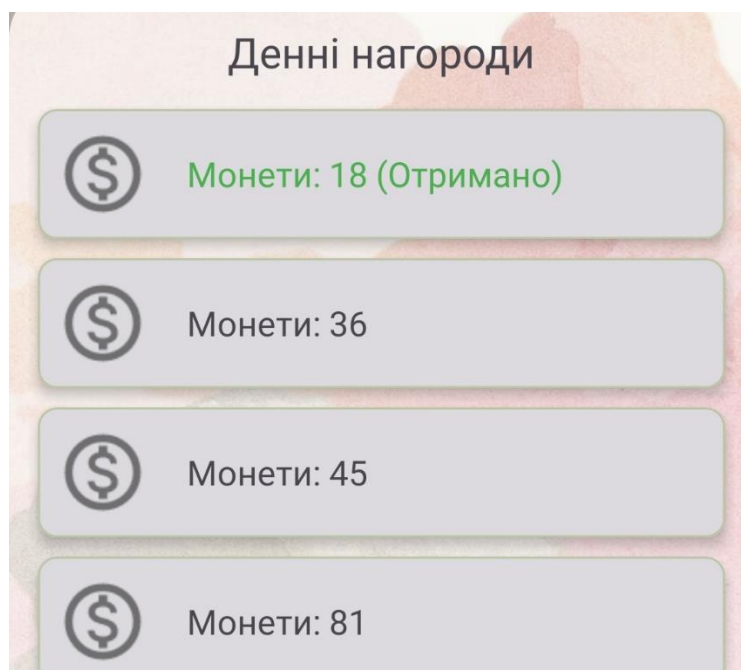 Денні нагороди
Монети: 18 (Отримано)
Монети: 36
Монети: 45
Монети: 81